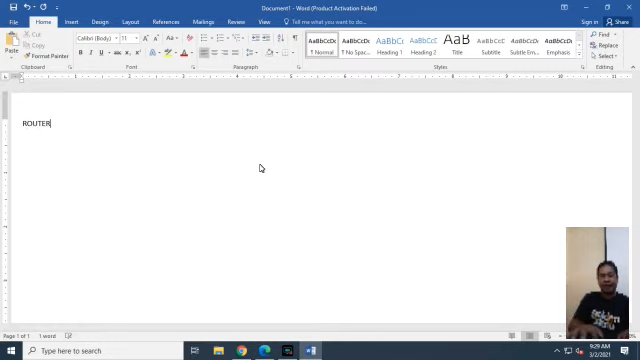 Document1 - Word (Product Activation Failed)
File Home Insert Design Layout References Mailings Review View Tell me what you want to do... Sign in Share
Paste
Cut
Copy
Format Painter
Calibri (Body) 11
AaBbCcDc AaBbCcDc AaBbCc AaBbCcD AaB AaBbCcD AaBbCcDc AaBbCcDc
¶ Normal ¶ No Spac... Heading 1 Heading 2 Title Subtitle Subtle Em... Emphasis
Find
Replace
Select
Clipboard Font Paragraph Styles Editing
ROUTER
Page 1 of 1 1 word
Type here to search
9:29 AM
3/2/2021